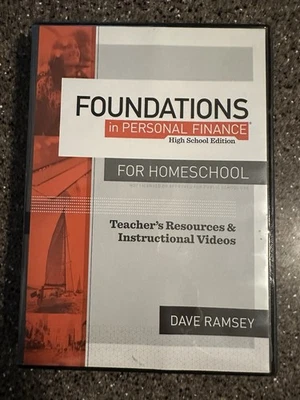 FOUNDATIONS
in PERSONAL FINANCE
High School Edition
FOR HOMESCHOOL
Teacher's Resources &
Instructional Videos
DAVE RAMSEY